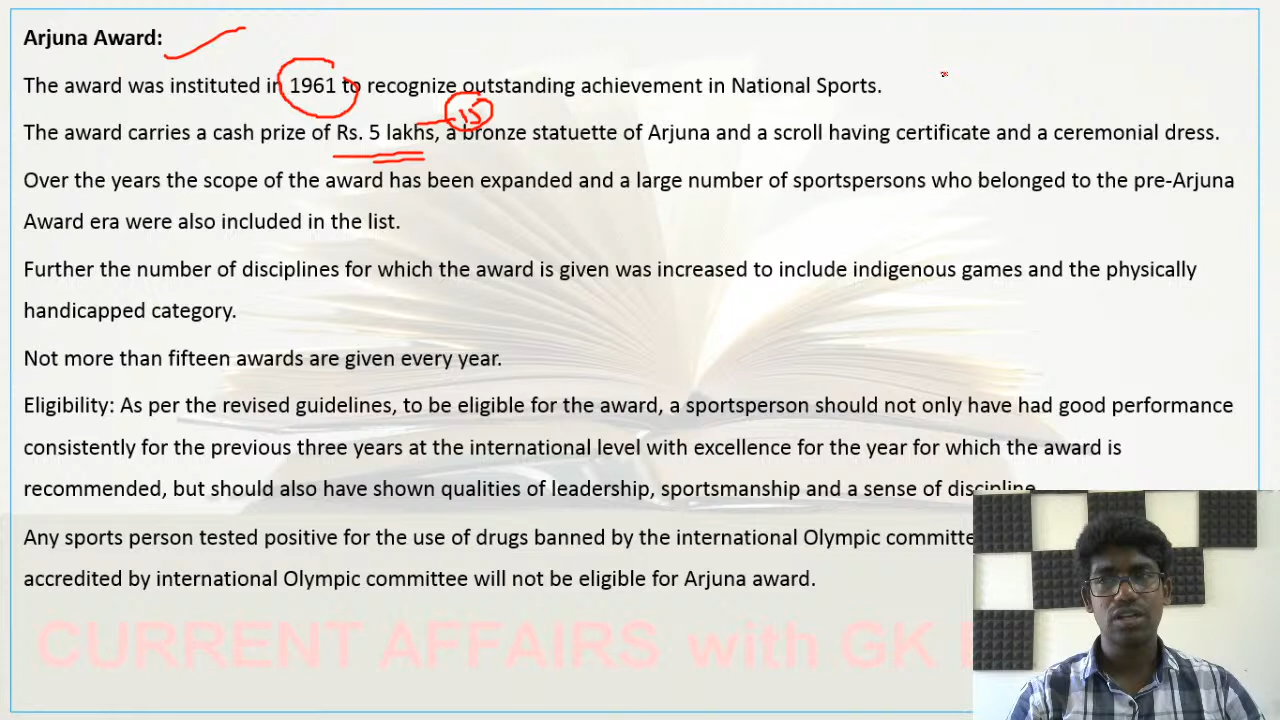 Arjuna Award:
The award was instituted in 1961 to recognize outstanding achievement in National Sports.
15
The award carries a cash prize of Rs. 5 lakhs, a bronze statuette of Arjuna and a scroll having certificate and a ceremonial dress.
Over the years the scope of the award has been expanded and a large number of sportspersons who belonged to the pre-Arjuna
Award era were also included in the list.
Further the number of disciplines for which the award is given was increased to include indigenous games and the physically
handicapped category.
Not more than fifteen awards are given every year.
Eligibility: As per the revised guidelines, to be eligible for the award, a sportsperson should not only have had good performance
consistently for the previous three years at the international level with excellence for the year for which the award is
recommended, but should also have shown qualities of leadership, sportsmanship and a sense of discipline
Any sports person tested positive for the use of drugs banned by the international Olympic
accredited by international Olympic committee will not be eligible for Arjuna award.
CURRENT AFFAIRS with GK